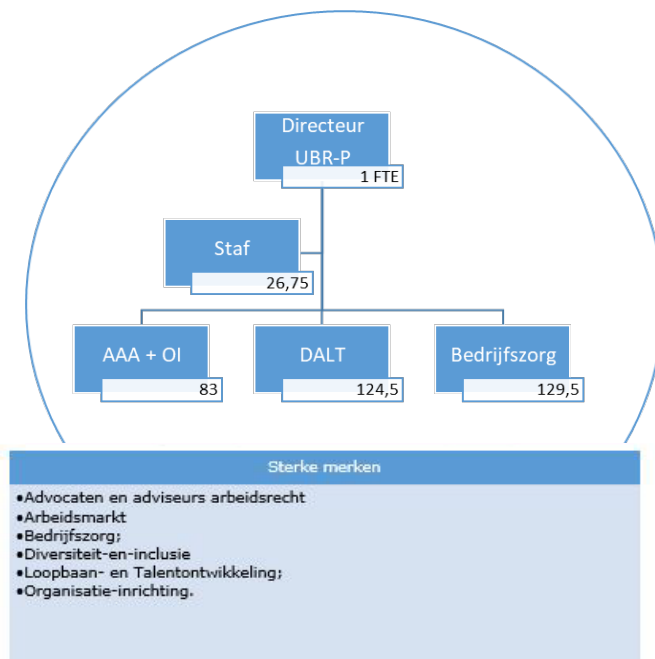 Directeur
UBR-P
1 FTE
Staf
26,75
AAA + OI
83
DALT
124,5
Bedrijfszorg
129,5
Sterke merken
•Advocaten en adviseurs arbeidsrecht
•Arbeidsmarkt
•Bedrijfszorg;
•Diversiteit-en-inclusie
•Loopbaan- en Talentontwikkeling;
•Organisatie-inrichting.